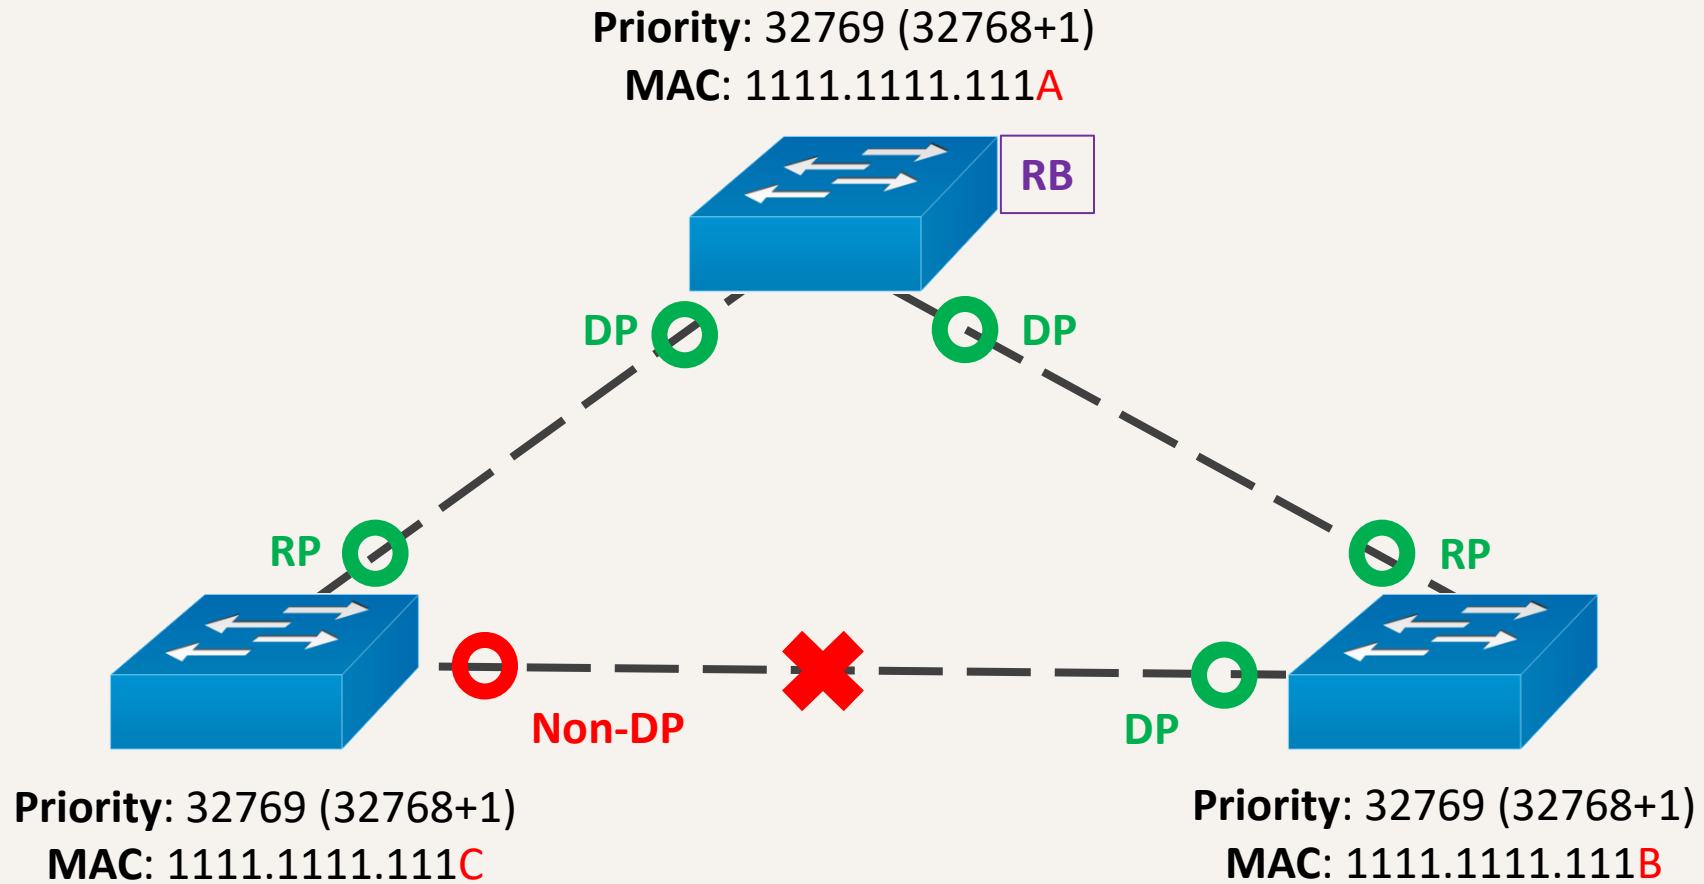 Priority: 32769 (32768+1)
MAC: 1111.1111.111A
RB
DP
DP
RP
RP
Non-DP
DP
Priority: 32769 (32768+1)
MAC: 1111.1111.111C
Priority: 32769 (32768+1)
MAC: 1111.1111.111B